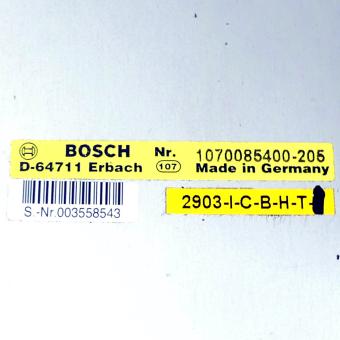 BOSCH Nr. 1070085400-205
D-64711 Erbach 107 Made in Germany
S.-Nr.003558543
2903-I-C-B-H-T-